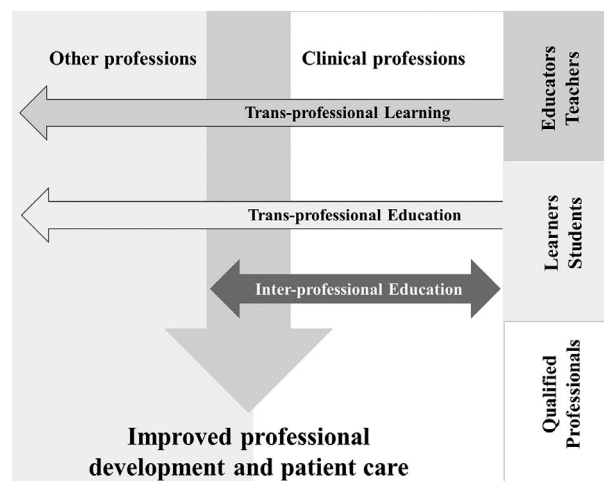 Other professions
Clinical professions
Trans-professional Learning
Educators
Teachers
Trans-professional Education
Inter-professional Education
Learners
Students
Qualified
Professionals
Improved professional
development and patient care